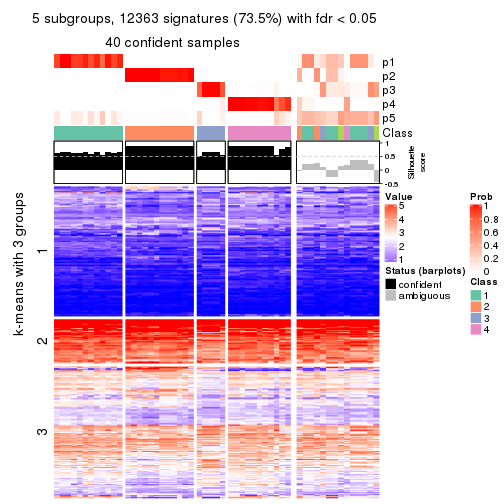 5 subgroups, 12363 signatures (73.5%) with fdr < 0.05
40 confident samples
p1
p2
p3
p4
p5
Class
1
0.5
0
-0.5
Silhouette
score
k-means with 3 groups
1
2
3
Value
5
4
3
2
1
Status (barplots)
confident
ambiguous
Prob
1
0.8
0.6
0.4
0.2
0
Class
1
2
3
4